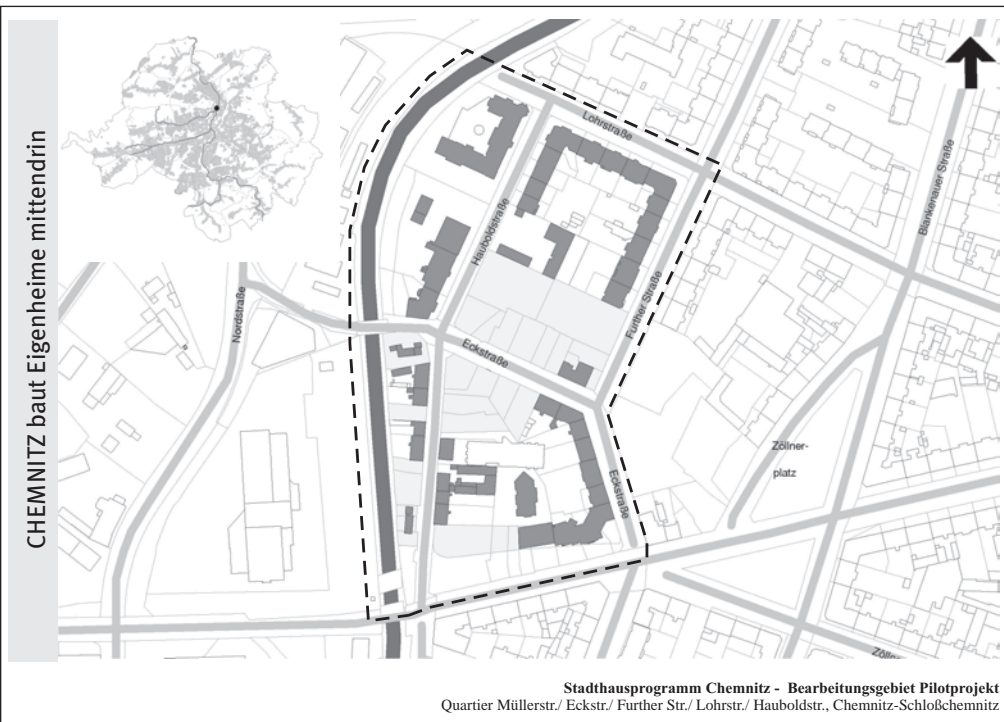 CHEMNITZ baut Eigenheime mittendrin
Lohrstraße
Blankenauer Straße
Hauboldstraße
Further Straße
Nordstraße
Eckstraße
Zöllner-
platz
Eckstraße
Zölln
Stadthausprogramm Chemnitz - Bearbeitungsgebiet Pilotprojekt
Quartier Müllerstr./ Eckstr./ Further Str./ Lohrstr./ Hauboldstr., Chemnitz-Schloßchemnitz